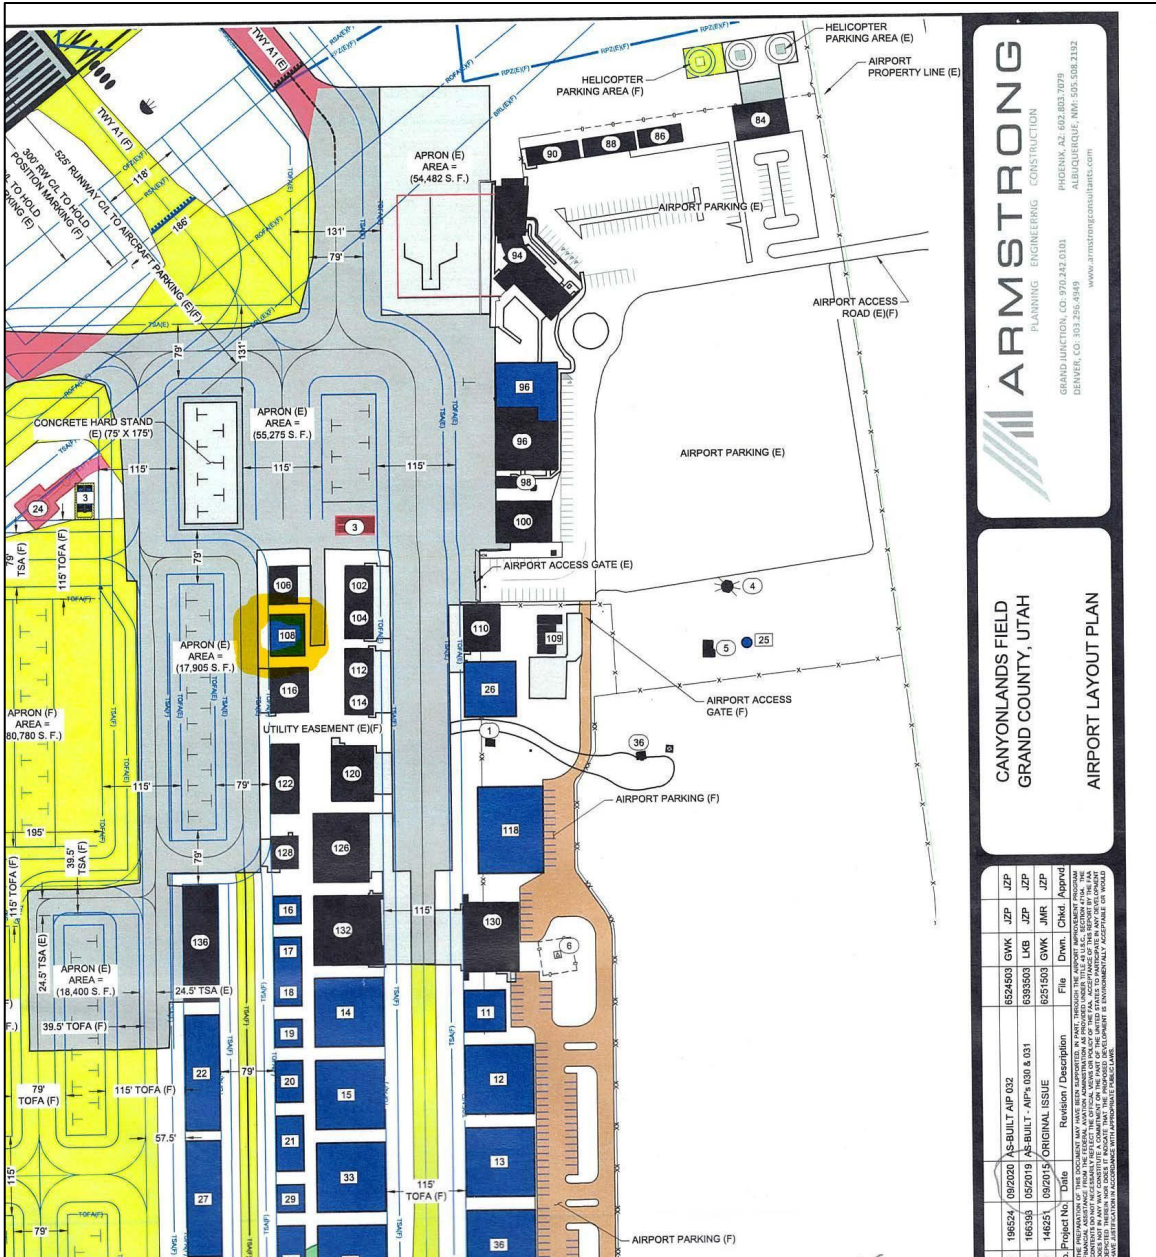 HELICOPTER
PARKING AREA (E)
AIRPORT
PROPERTY LINE (E)
HELICOPTER
PARKING AREA (F)
TWY A1 (E)
RPZ(E)(F)
RPZ(E)(F)
RPZ(E)(F)
BRL(E)(F)
TWY A1 (F)
118'
186'
525' RUNWAY C/L TO AIRCRAFT PARKING (E)(F)
300' RW C/L TO HOLD
POSITION MARKING (F)
APRON (E)
AREA =
(54,482 S. F.)
90
88
86
84
AIRPORT PARKING (E)
94
131'
79'
AIRPORT ACCESS
ROAD (E)(F)
79'
131'
CONCRETE HARD STAND
(E) (75' X 175')
APRON (E)
AREA =
(55,275 S. F.)
96
96
AIRPORT PARKING (E)
115'
115'
115'
98
100
24
3
3
79'
TSA (F)
115' TOFA (F)
79'
AIRPORT ACCESS GATE (E)
106
102
104
108
110
109
4
5
25
APRON (E)
AREA =
(17,905 S. F.)
112
114
116
26
AIRPORT ACCESS
GATE (F)
APRON (F)
AREA =
80,780 S. F.)
UTILITY EASEMENT (E)(F)
1
36
115'
79'
122
120
AIRPORT PARKING (F)
118
195'
39.5'
TSA (F)
79'
128
126
115' TOFA (F)
16
115'
136
132
130
6
24.5' TSA (E)
APRON (E)
AREA =
(18,400 S. F.)
24.5' TSA (E)
17
18
14
11
39.5' TOFA (F)
19
22
79'
12
79'
TOFA (F)
115' TOFA (F)
20
15
57.5'
21
13
115'
27
33
115'
TOFA (F)
29
79'
36
AIRPORT PARKING (F)
ARMSTRONG
PLANNING ENGINEERING CONSTRUCTION
GRAND JUNCTION, CO: 970.242.0101 PHOENIX, AZ: 602.803.7079
DENVER, CO: 303.296.4949 ALBUQUERQUE, NM: 505.508.2192
www.armstrongconsultants.com
CANYONLANDS FIELD
GRAND COUNTY, UTAH
AIRPORT LAYOUT PLAN
196524 09/2020 AS-BUILT AIP 032 6524503 GWK JZP JZP
166393 05/2019 AS-BUILT - AIP's 030 & 031 6393503 LKB JZP JZP
146251 09/2015 ORIGINAL ISSUE 6251503 GWK JMR JZP
Project No. Date Revision / Description File Drwn. Chkd. Apprvd.